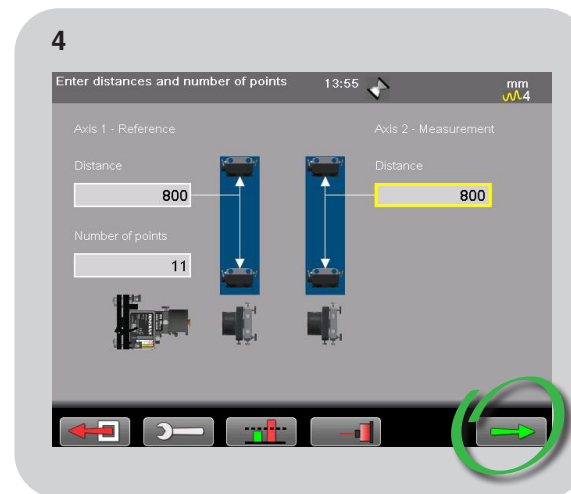 4
Enter distances and number of points 13:55 mm
4
Axis 1 - Reference Axis 2 - Measurement
Distance Distance
800 800
Number of points
11